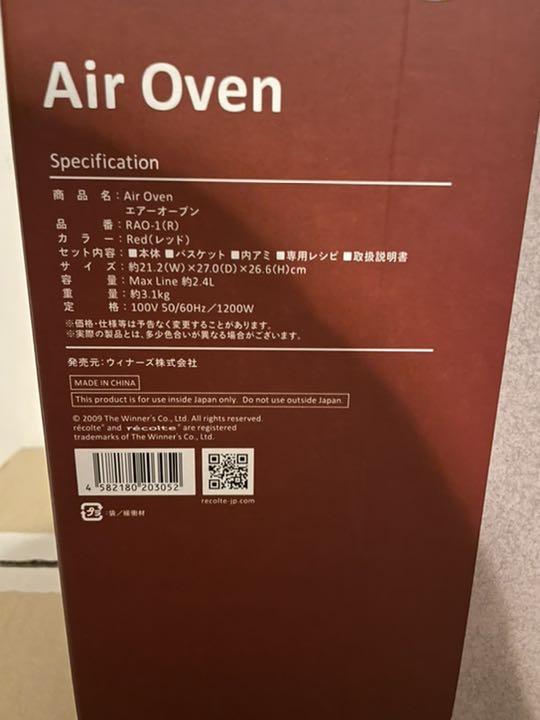 Air Oven
Specification
商品名：Air Oven
エアーオーブン
品番：RAO-1(R)
カラー：Red(レッド)
セット内容：■本体 ■バスケット ■内アミ ■専用レシピ ■取扱説明書
サイズ：約21.2(W)×27.0(D)×26.6(H)cm
容量：Max Line 約2.4L
重量：約3.1kg
定格：100V 50/60Hz／1200W
※価格・仕様等は予告なく変更することがあります。
※実際の製品とは、多少色合いが異なる場合がございます。
発売元：ウィナーズ株式会社
MADE IN CHINA
This product is for use inside Japan only. Do not use outside Japan.
© 2009 The Winner's Co., Ltd. All rights reserved.
récolte® and récolte® are registered
trademarks of The Winner's Co., Ltd.
4 582180 203052
recolte-jp.com
プラ：袋／緩衝材